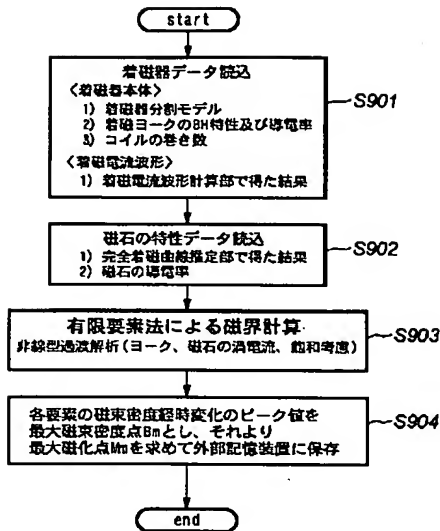 start
着磁器データ読込
〈着磁器本体〉
1) 着磁器分割モデル
2) 着磁ヨークのBH特性及び導電率
3) コイルの巻き数
〈着磁電流波形〉
1) 着磁電流波形計算部で得た結果
S901
磁石の特性データ読込
1) 完全着磁曲線推定部で得た結果
2) 磁石の導電率
S902
有限要素法による磁界計算
非線型過渡解析(ヨーク、磁石の渦電流、飽和考慮)
S903
各要素の磁束密度経時変化のピーク値を
最大磁束密度点Bmとし、それより
最大磁化点Mmを求めて外部記憶装置に保存
S904
end